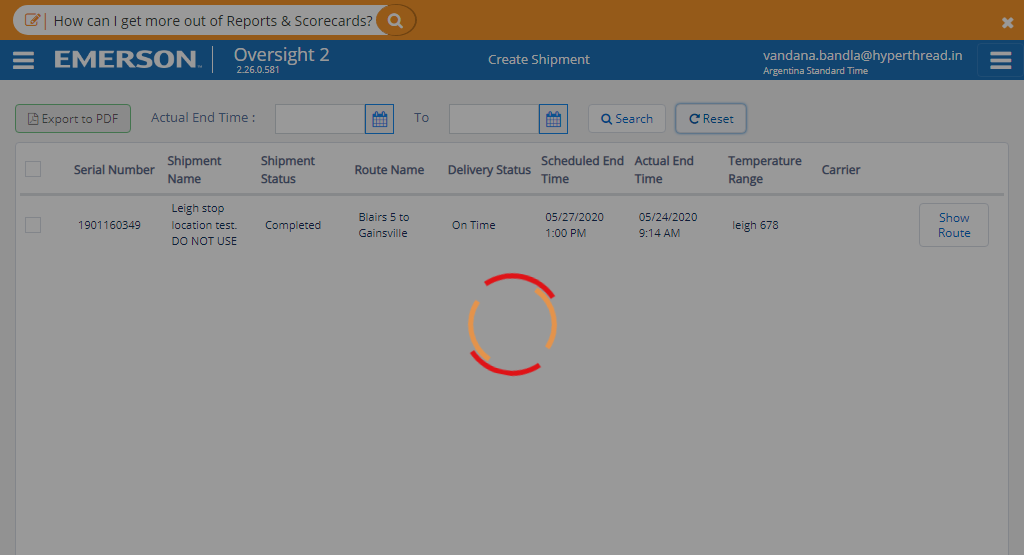 How can I get more out of Reports & Scorecards?
EMERSON™
Oversight 2
2.26.0.581
Create Shipment
vandana.bandla@hyperthread.in
Argentina Standard Time
Export to PDF
Actual End Time :
To
Search
Reset
Serial Number
Shipment
Name
Shipment
Status
Route Name
Delivery Status
Scheduled End
Time
Actual End
Time
Temperature
Range
Carrier
1901160349
Leigh stop
location test.
DO NOT USE
Completed
Blairs 5 to
Gainsville
On Time
05/27/2020
1:00 PM
05/24/2020
9:14 AM
leigh 678
Show
Route